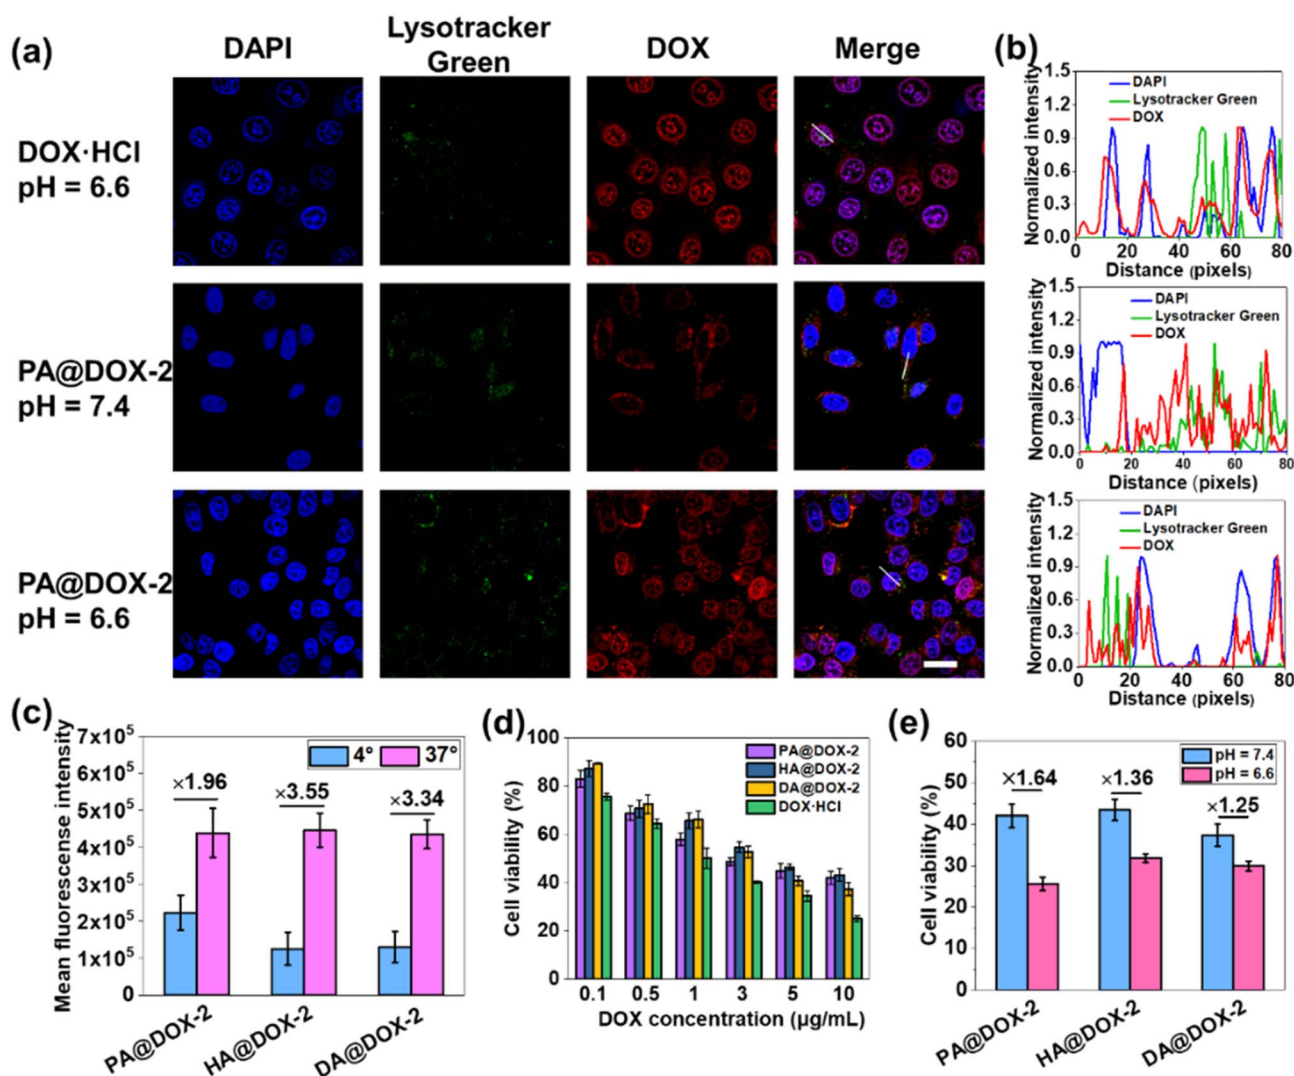 (a)
DAPI
Lysotracker
Green
DOX
Merge
DOX·HCl
pH = 6.6
PA@DOX-2
pH = 7.4
PA@DOX-2
pH = 6.6
(b)
1.5
1.2
0.9
0.6
0.3
0.0
Normalized intensity
DAPI
Lysotracker Green
DOX
0 20 40 60 80
Distance (pixels)
1.5
1.2
0.9
0.6
0.3
0.0
Normalized intensity
DAPI
Lysotracker Green
DOX
0 20 40 60 80
Distance (pixels)
1.5
1.2
0.9
0.6
0.3
0.0
Normalized intensity
DAPI
Lysotracker Green
DOX
0 20 40 60 80
Distance (pixels)
(c)
Mean fluorescense intensity
7x10⁵
6x10⁵
5x10⁵
4x10⁵
3x10⁵
2x10⁵
1x10⁵
0
4° 37°
×1.96
×3.55
×3.34
PA@DOX-2
HA@DOX-2
DA@DOX-2
(d)
Cell viability (%)
100
80
60
40
20
0
PA@DOX-2
HA@DOX-2
DA@DOX-2
DOX·HCl
0.1 0.5 1 3 5 10
DOX concentration (μg/mL)
(e)
Cell viability (%)
60
50
40
30
20
10
0
pH = 7.4
pH = 6.6
×1.64
×1.36
×1.25
PA@DOX-2
HA@DOX-2
DA@DOX-2